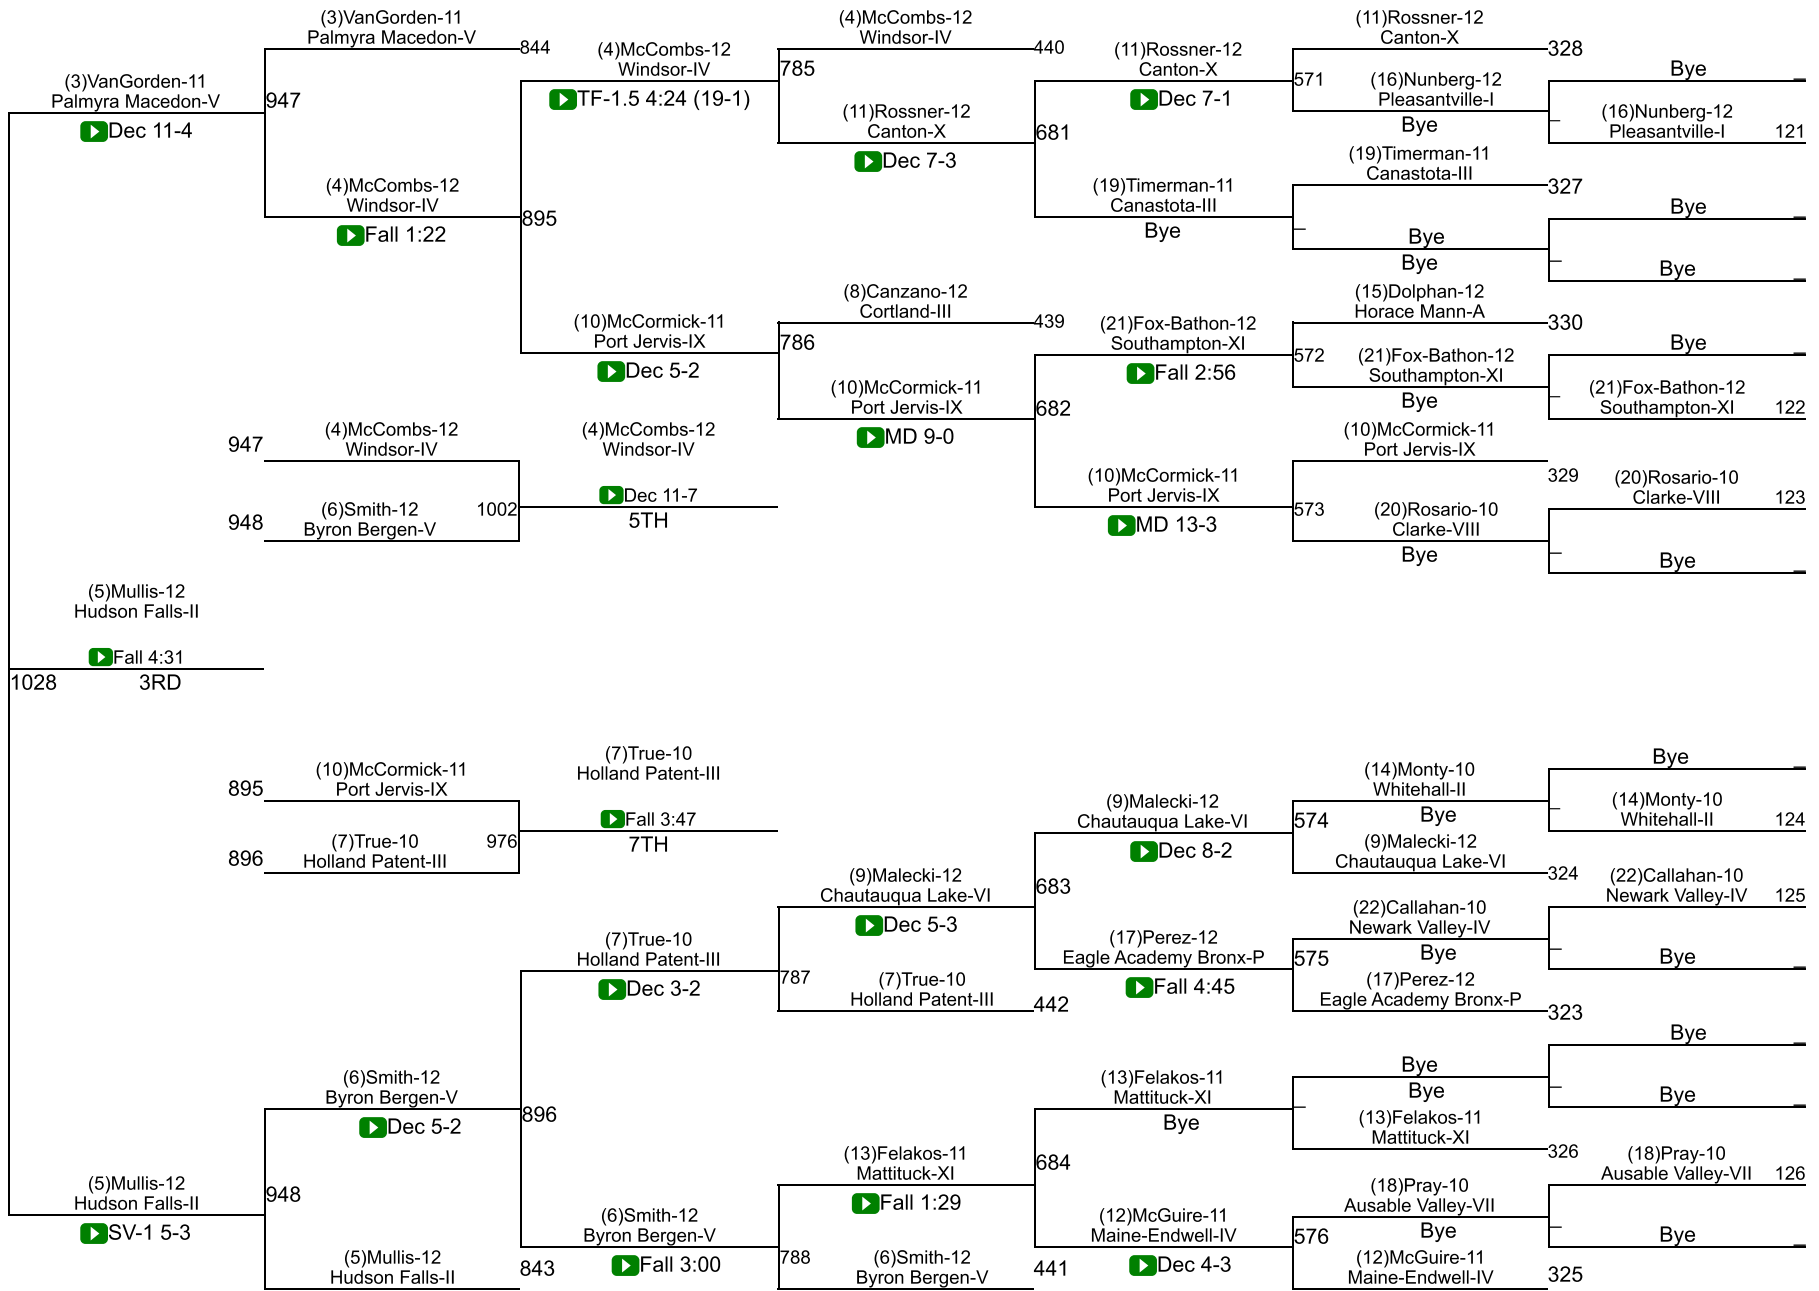 (3)VanGorden-11
Palmyra Macedon-V
844
(4)McCombs-12
Windsor-IV
440
(11)Rossner-12
Canton-X
328
(3)VanGorden-11
Palmyra Macedon-V
Dec 11-4
947
(4)McCombs-12
Windsor-IV
TF-1.5 4:24 (19-1)
785
(11)Rossner-12
Canton-X
Dec 7-1
571
(16)Nunberg-12
Pleasantville-I
Bye
Bye
(16)Nunberg-12
Pleasantville-I
121
(11)Rossner-12
Canton-X
Dec 7-3
681
(19)Timerman-11
Canastota-III
327
(4)McCombs-12
Windsor-IV
Fall 1:22
895
(19)Timerman-11
Canastota-III
Bye
Bye
Bye
Bye
Bye
(8)Canzano-12
Cortland-III
439
(15)Dolphan-12
Horace Mann-A
330
(10)McCormick-11
Port Jervis-IX
Dec 5-2
786
(21)Fox-Bathon-12
Southampton-XI
Fall 2:56
572
(21)Fox-Bathon-12
Southampton-XI
Bye
Bye
(21)Fox-Bathon-12
Southampton-XI
122
(10)McCormick-11
Port Jervis-IX
MD 9-0
682
(10)McCormick-11
Port Jervis-IX
329
947
(4)McCombs-12
Windsor-IV
(4)McCombs-12
Windsor-IV
Dec 11-7
5TH
948
(6)Smith-12
Byron Bergen-V
1002
(10)McCormick-11
Port Jervis-IX
MD 13-3
573
(20)Rosario-10
Clarke-VIII
Bye
(20)Rosario-10
Clarke-VIII
123
Bye
(5)Mullis-12
Hudson Falls-II
Fall 4:31
1028
3RD
895
(10)McCormick-11
Port Jervis-IX
(7)True-10
Holland Patent-III
Fall 3:47
7TH
896
(7)True-10
Holland Patent-III
976
(9)Malecki-12
Chautauqua Lake-VI
Dec 8-2
574
(14)Monty-10
Whitehall-II
Bye
Bye
(14)Monty-10
Whitehall-II
124
(9)Malecki-12
Chautauqua Lake-VI
324
(9)Malecki-12
Chautauqua Lake-VI
Dec 5-3
683
(22)Callahan-10
Newark Valley-IV
Bye
(22)Callahan-10
Newark Valley-IV
125
Bye
(7)True-10
Holland Patent-III
Dec 3-2
787
(7)True-10
Holland Patent-III
442
(17)Perez-12
Eagle Academy Bronx-P
Fall 4:45
575
(17)Perez-12
Eagle Academy Bronx-P
323
Bye
Bye
(6)Smith-12
Byron Bergen-V
Dec 5-2
896
(13)Felakos-11
Mattituck-XI
Bye
Bye
Bye
(13)Felakos-11
Mattituck-XI
326
(13)Felakos-11
Mattituck-XI
Fall 1:29
684
(18)Pray-10
Ausable Valley-VII
126
(5)Mullis-12
Hudson Falls-II
SV-1 5-3
948
(6)Smith-12
Byron Bergen-V
Fall 3:00
788
(12)McGuire-11
Maine-Endwell-IV
Dec 4-3
576
(18)Pray-10
Ausable Valley-VII
Bye
Bye
(5)Mullis-12
Hudson Falls-II
843
(6)Smith-12
Byron Bergen-V
441
(12)McGuire-11
Maine-Endwell-IV
325